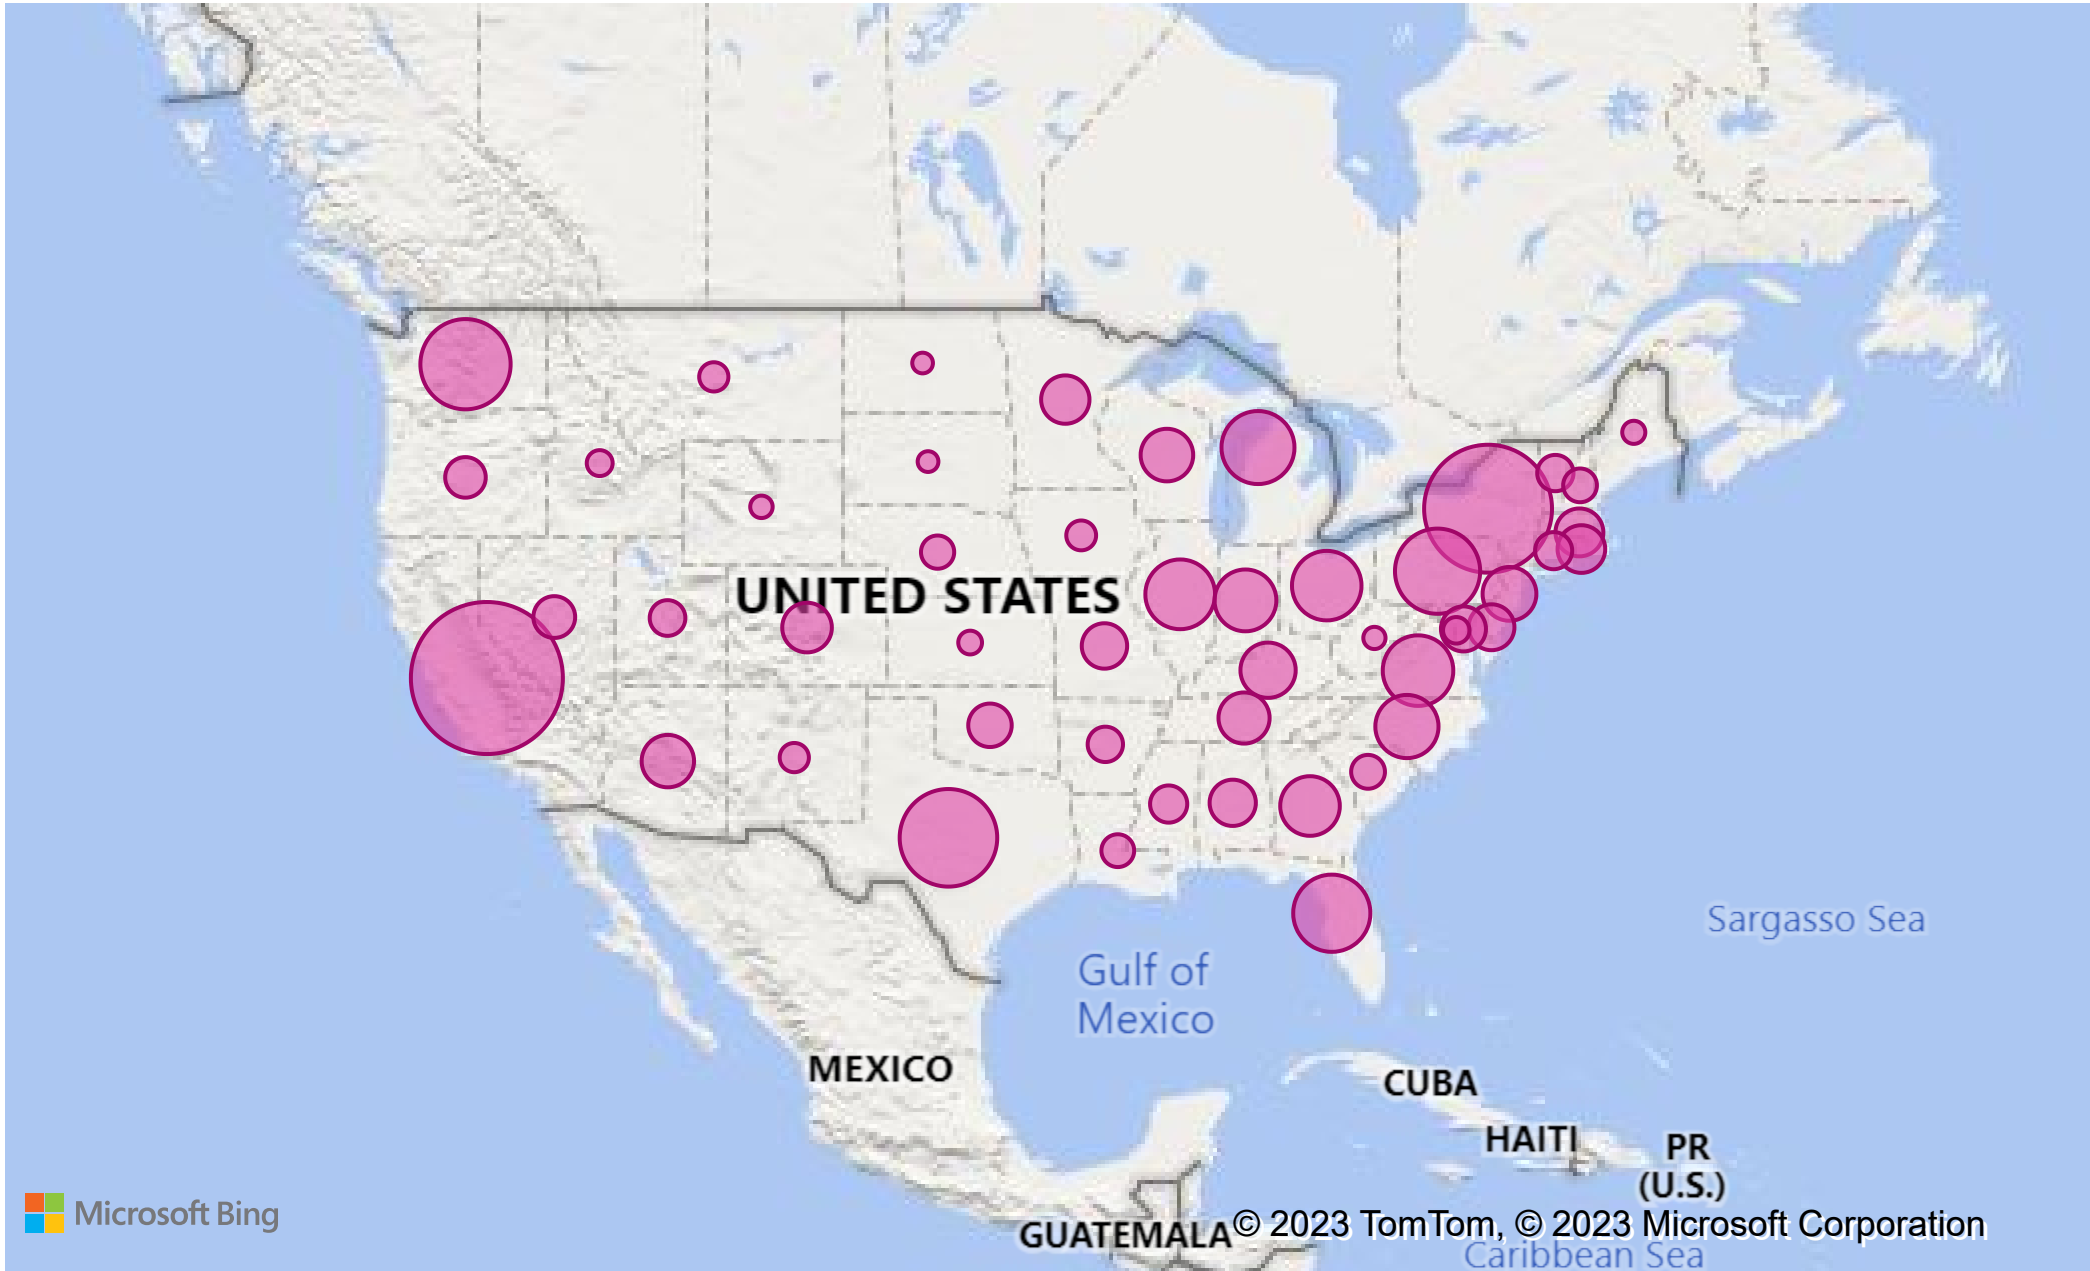 UNITED STATES
Sargasso Sea
Gulf of
Mexico
MEXICO
CUBA
HAITI
PR
(U.S.)
Microsoft Bing
GUATEMALA
© 2023 TomTom, © 2023 Microsoft Corporation
Caribbean Sea